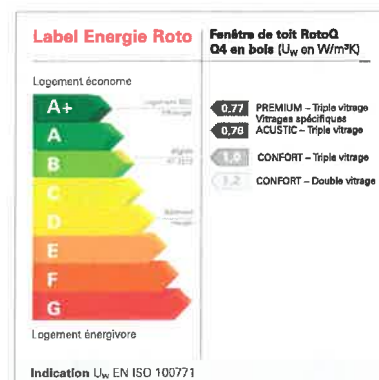 Label Energie Roto
Fenêtre de toit RotoQ
Q4 en bois (Uw en W/m³K)
Logement économe
A+
A
B
C
D
E
F
G
Logement énergivore
0,77 PREMIUM – Triple vitrage
Vitrages spécifiques
0,78 ACUSTIC – Triple vitrage
1,0 CONFORT – Triple vitrage
1,2 CONFORT – Double vitrage
Indication Uw EN ISO 100771